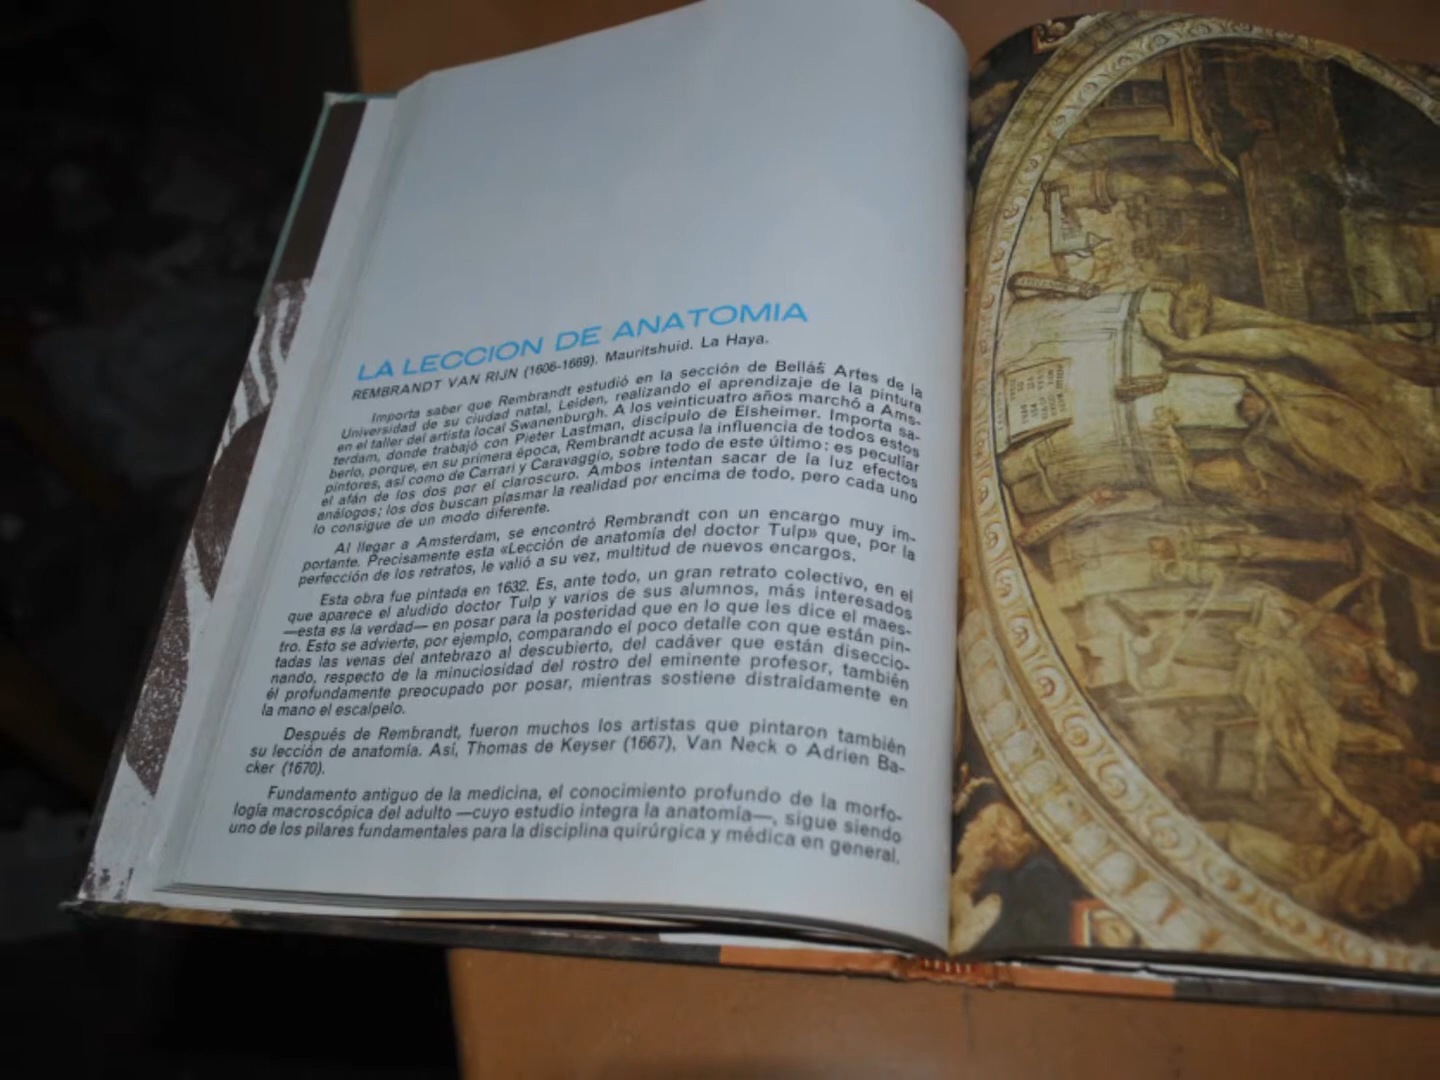 LA LECCION DE ANATOMIA
REMBRANDT VAN RIJN (1606-1669). Mauritshuid. La Haya.
Importa saber que Rembrandt estudió en la sección de Bellas Artes de la
Universidad de su ciudad natal, Leiden, realizando el aprendizaje de la pintura
en el taller del artista local Swanenburgh. A los veinticuatro años marchó a Ams-
terdam, donde trabajó con Pieter Lastman, discípulo de Elsheimer. Importa sa-
berlo, porque, en su primera época, Rembrandt acusa la influencia de todos estos
pintores, así como de Carrari y Caravaggio, sobre todo de este último: es peculiar
el afán de los dos por el claroscuro. Ambos intentan sacar de la luz efectos
análogos; los dos buscan plasmar la realidad por encima de todo, pero cada uno
lo consigue de un modo diferente.
Al llegar a Amsterdam, se encontró Rembrandt con un encargo muy im-
portante. Precisamente esta «Lección de anatomía del doctor Tulp» que, por la
perfección de los retratos, le valió a su vez, multitud de nuevos encargos.
Esta obra fue pintada en 1632. Es, ante todo, un gran retrato colectivo, en el
que aparece el aludido doctor Tulp y varios de sus alumnos, más interesados
—esta es la verdad— en posar para la posteridad que en lo que les dice el maes-
tro. Esto se advierte, por ejemplo, comparando el poco detalle con que están pin-
tadas las venas del antebrazo al descubierto, del cadáver que están diseccio-
nando, respecto de la minuciosidad del rostro del eminente profesor, también
él profundamente preocupado por posar, mientras sostiene distraidamente en
la mano el escalpelo.
Después de Rembrandt, fueron muchos los artistas que pintaron también
su lección de anatomía. Así, Thomas de Keyser (1667), Van Neck o Adrien Ba-
cker (1670).
Fundamento antiguo de la medicina, el conocimiento profundo de la morfo-
logía macroscópica del adulto —cuyo estudio integra la anatomía—, sigue siendo
uno de los pilares fundamentales para la disciplina quirúrgica y médica en general.